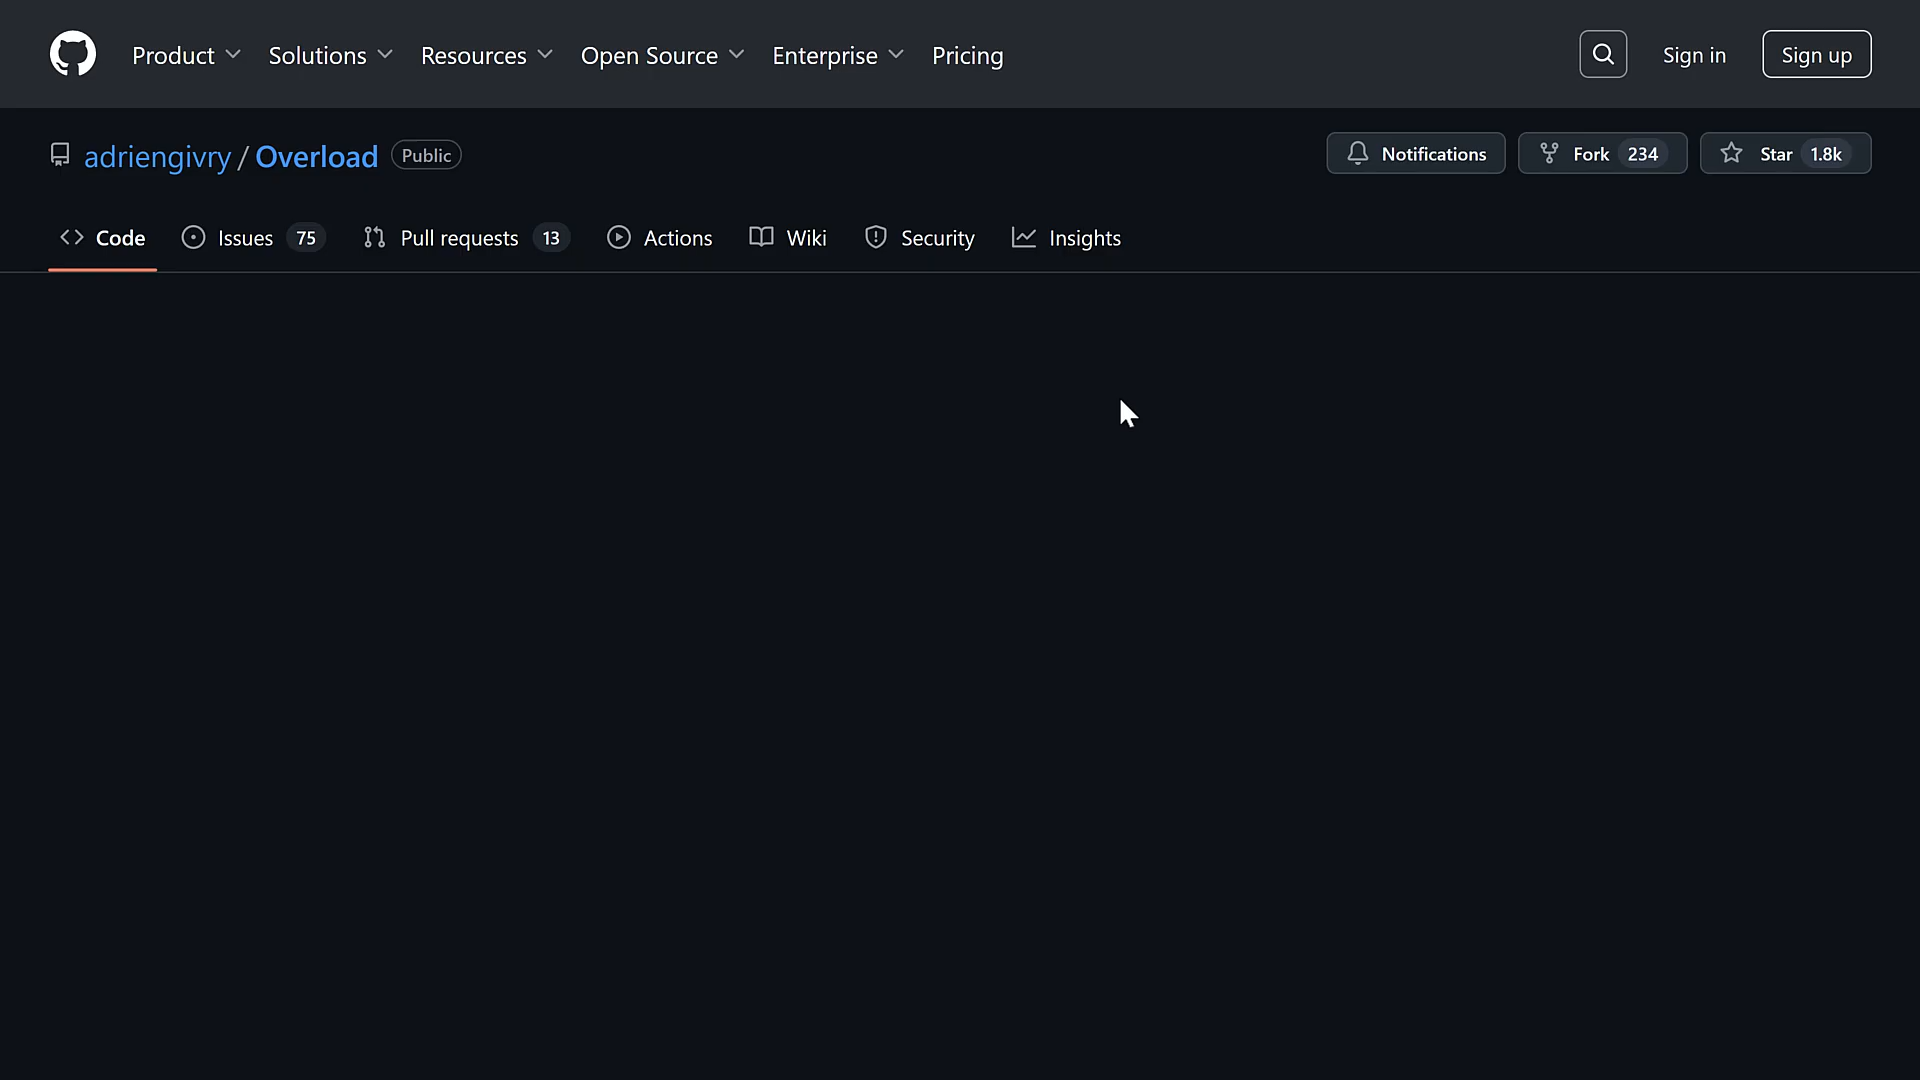 Product Solutions Resources Open Source Enterprise Pricing Sign in Sign up
adriengivry / Overload Public Notifications Fork 234 Star 1.8k
Code Issues 75 Pull requests 13 Actions Wiki Security Insights